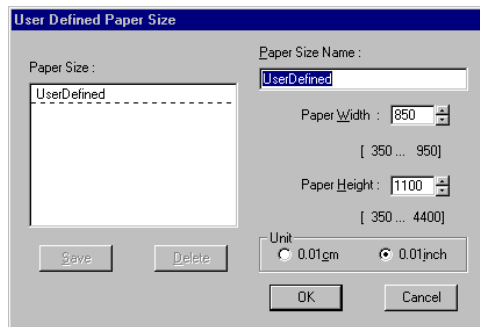 User Defined Paper Size
Paper Size :
UserDefined
Save
Delete
Paper Size Name :
UserDefined
Paper Width : 850
[ 350 ... 950]
Paper Height : 1100
[ 350 ... 4400]
Unit
0.01cm
0.01inch
OK
Cancel